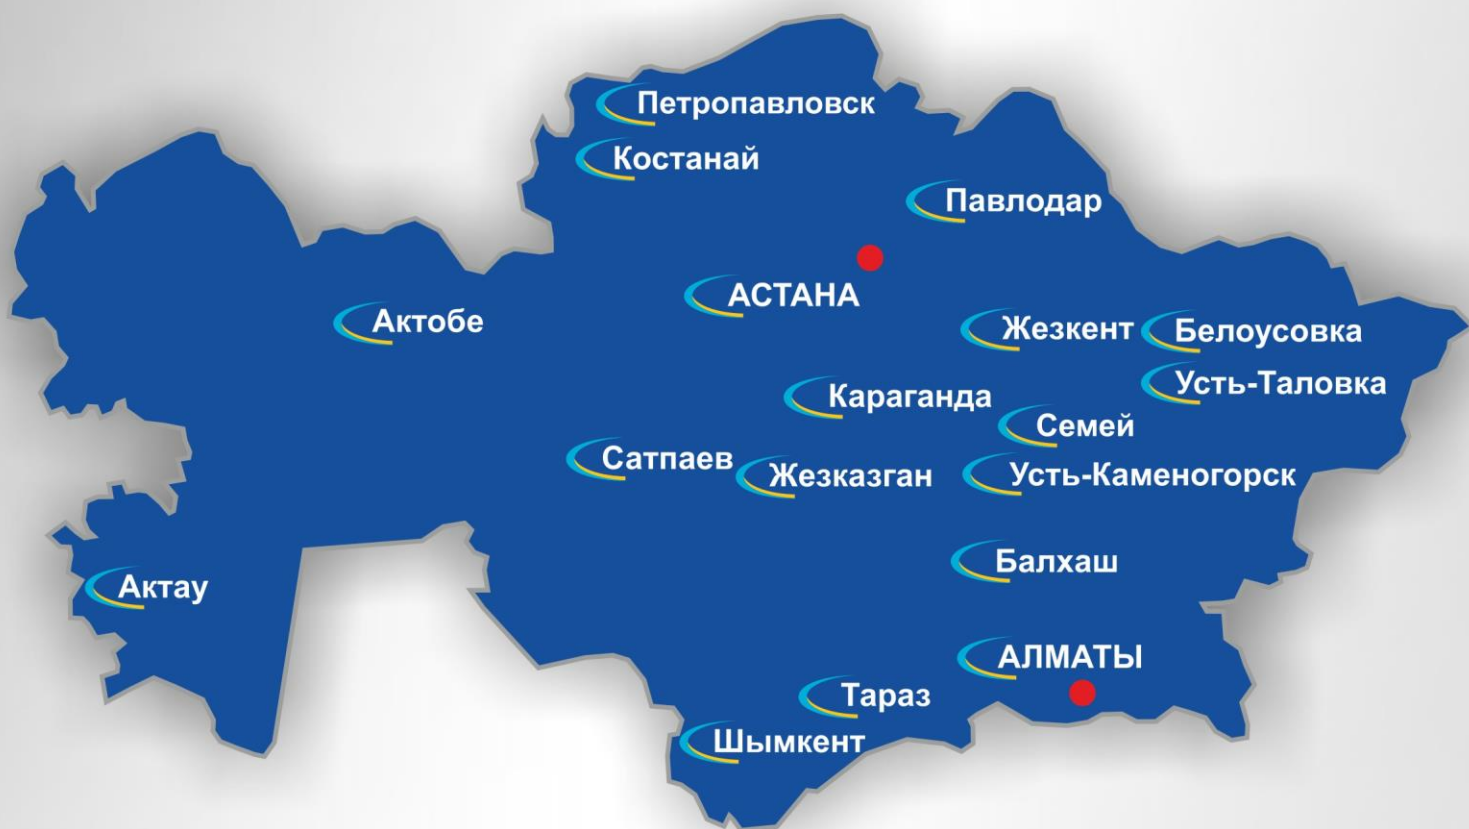 Петропавловск
Костанай
Павлодар
АСТАНА
Актобе
Жезкент
Белоусовка
Усть-Таловка
Караганда
Семей
Сатпаев
Жезказган
Усть-Каменогорск
Балхаш
Актау
АЛМАТЫ
Тараз
Шымкент